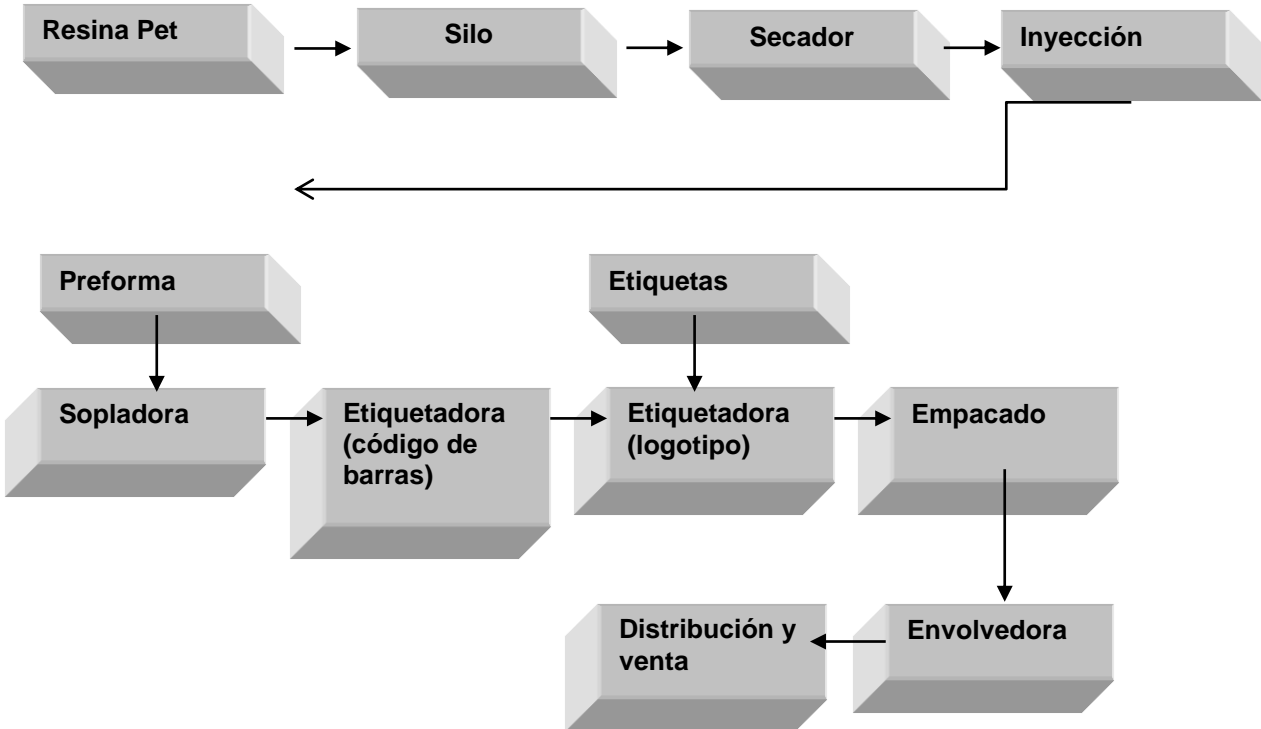 Resina Pet
Silo
Secador
Inyección
Preforma
Etiquetas
Sopladora
Etiquetadora
(código de
barras)
Etiquetadora
(logotipo)
Empacado
Distribución y
venta
Envolvedora